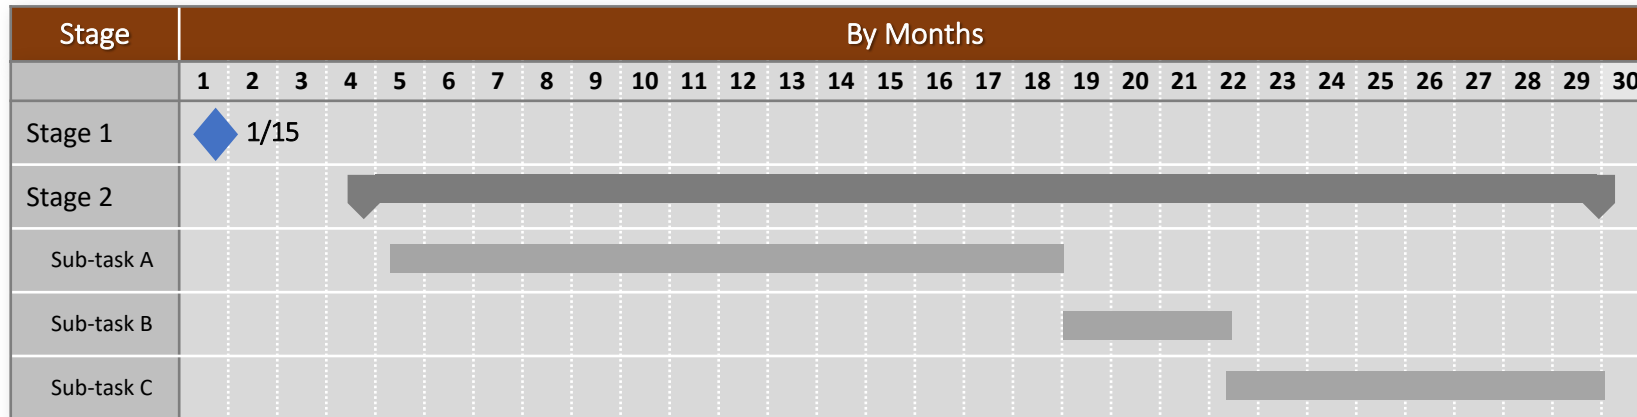 Stage By Months
1 2 3 4 5 6 7 8 9 10 11 12 13 14 15 16 17 18 19 20 21 22 23 24 25 26 27 28 29 30
Stage 1 1/15
Stage 2
Sub-task A
Sub-task B
Sub-task C